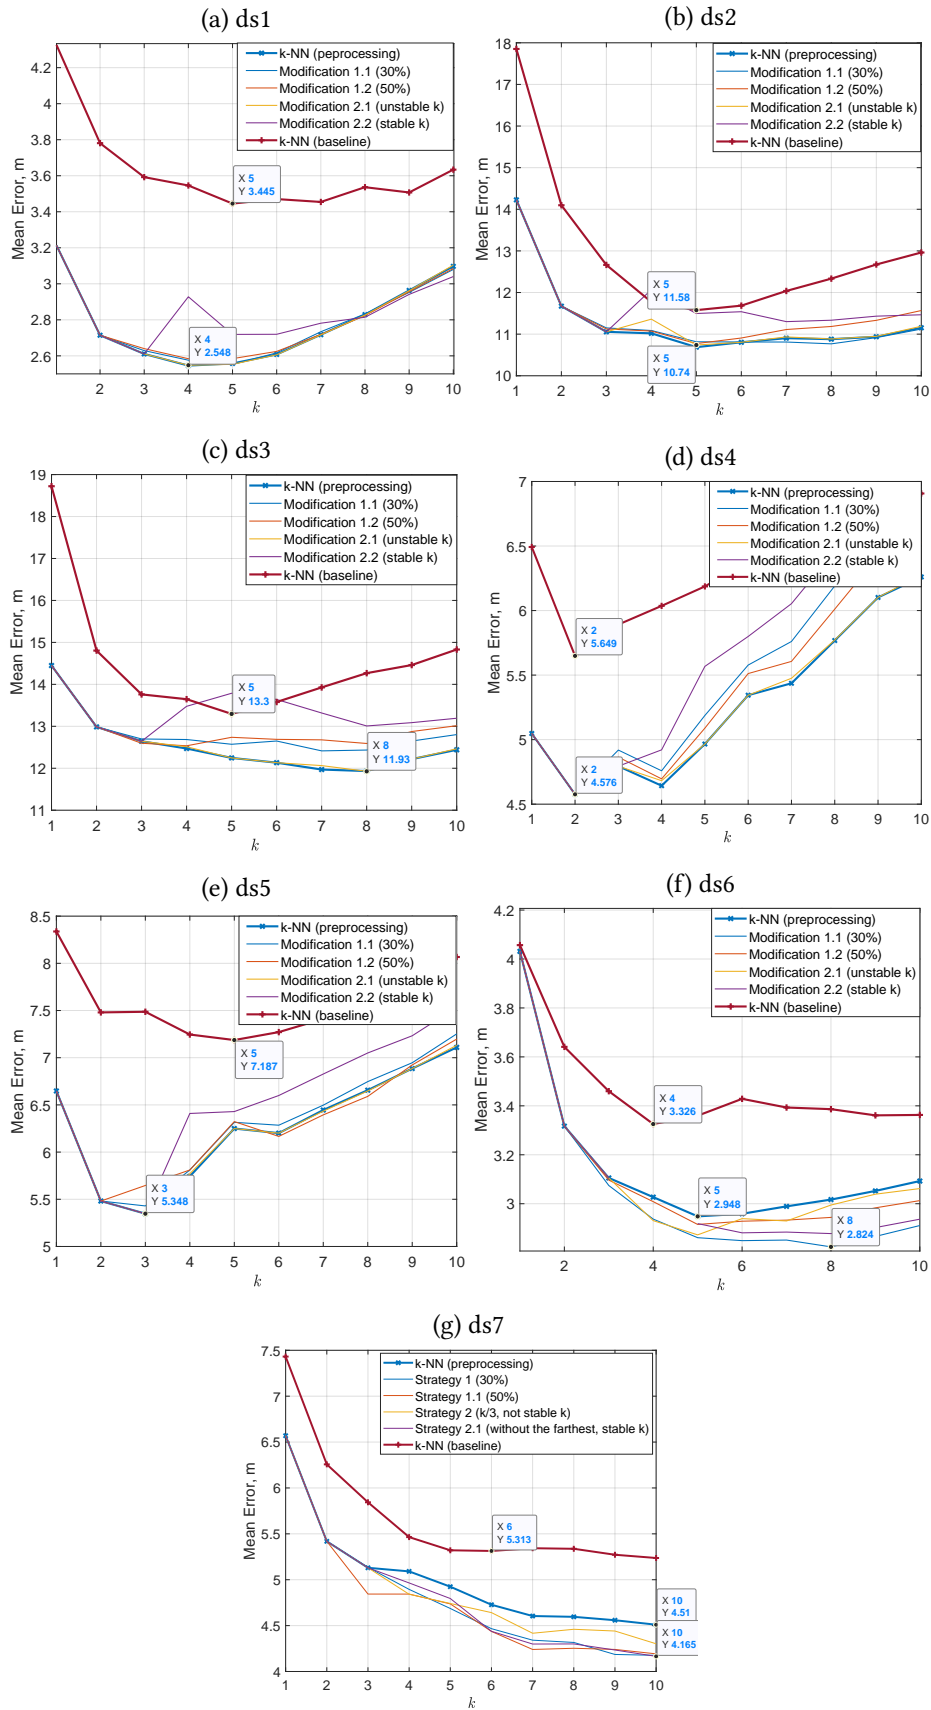 (a) ds1
4.2
4
3.8
3.6
3.4
3.2
3
2.8
2.6
Mean Error, m
k-NN (peprocessing)
Modification 1.1 (30%)
Modification 1.2 (50%)
Modification 2.1 (unstable k)
Modification 2.2 (stable k)
k-NN (baseline)
X 5
Y 3.445
X 4
Y 2.548
2 3 4 5 6 7 8 9 10
k
(b) ds2
18
17
16
15
14
13
12
11
10
Mean Error, m
k-NN (preprocessing)
Modification 1.1 (30%)
Modification 1.2 (50%)
Modification 2.1 (unstable k)
Modification 2.2 (stable k)
k-NN (baseline)
X 5
Y 11.58
X 5
Y 10.74
1 2 3 4 5 6 7 8 9 10
k
(c) ds3
19
18
17
16
15
14
13
12
11
Mean Error, m
k-NN (preprocessing)
Modification 1.1 (30%)
Modification 1.2 (50%)
Modification 2.1 (unstable k)
Modification 2.2 (stable k)
k-NN (baseline)
X 5
Y 13.3
X 8
Y 11.93
1 2 3 4 5 6 7 8 9 10
k
(d) ds4
7
6.5
6
5.5
5
4.5
Mean Error, m
k-NN (preprocessing)
Modification 1.1 (30%)
Modification 1.2 (50%)
Modification 2.1 (unstable k)
Modification 2.2 (stable k)
k-NN (baseline)
X 2
Y 5.649
X 2
Y 4.576
1 2 3 4 5 6 7 8 9 10
k
(e) ds5
8.5
8
7.5
7
6.5
6
5.5
5
Mean Error, m
k-NN (preprocessing)
Modification 1.1 (30%)
Modification 1.2 (50%)
Modification 2.1 (unstable k)
Modification 2.2 (stable k)
k-NN (baseline)
X 5
Y 7.187
X 3
Y 5.348
1 2 3 4 5 6 7 8 9 10
k
(f) ds6
4.2
4
3.8
3.6
3.4
3.2
3
Mean Error, m
k-NN (preprocessing)
Modification 1.1 (30%)
Modification 1.2 (50%)
Modification 2.1 (unstable k)
Modification 2.2 (stable k)
k-NN (baseline)
X 4
Y 3.326
X 5
Y 2.948
X 8
Y 2.824
2 4 6 8 10
k
(g) ds7
7.5
7
6.5
6
5.5
5
4.5
4
Mean Error, m
k-NN (preprocessing)
Strategy 1 (30%)
Strategy 1.1 (50%)
Strategy 2 (k/3, not stable k)
Strategy 2.1 (without the farthest, stable k)
k-NN (baseline)
X 6
Y 5.313
X 10
Y 4.51
X 10
Y 4.165
1 2 3 4 5 6 7 8 9 10